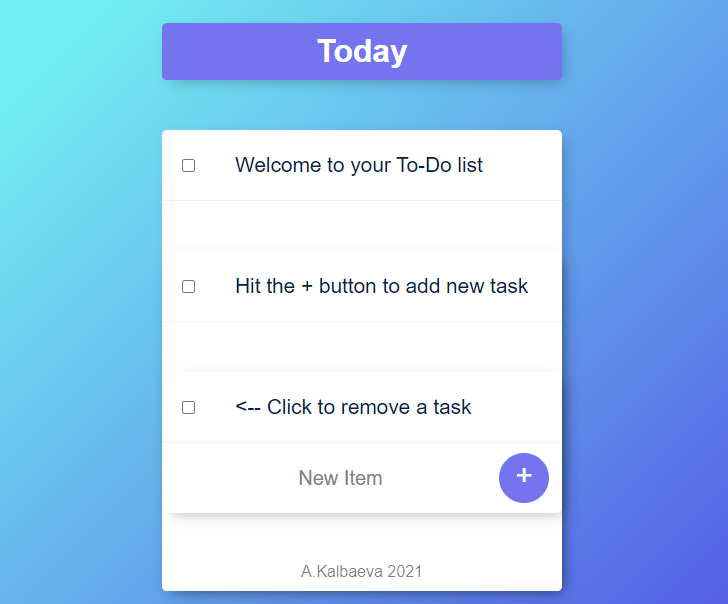 Today
Welcome to your To-Do list
Hit the + button to add new task
<-- Click to remove a task
New Item
+
A.Kalbaeva 2021